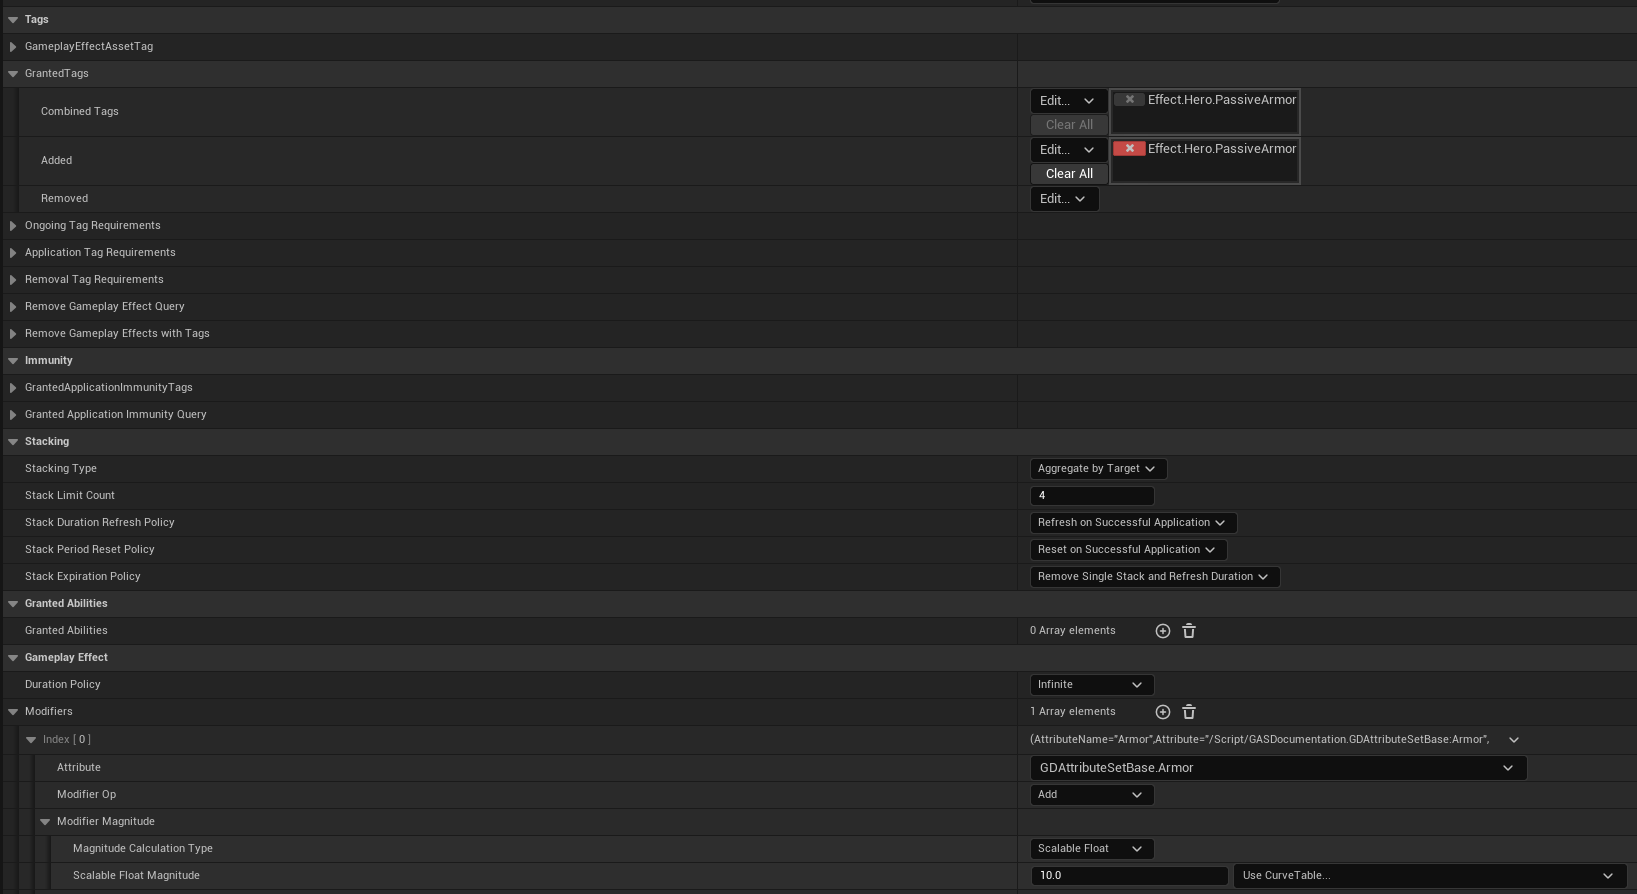 Tags
GameplayEffectAssetTag
GrantedTags
Combined Tags
Edit...
Effect.Hero.PassiveArmor
Clear All
Added
Edit...
Effect.Hero.PassiveArmor
Clear All
Removed
Edit...
Ongoing Tag Requirements
Application Tag Requirements
Removal Tag Requirements
Remove Gameplay Effect Query
Remove Gameplay Effects with Tags
Immunity
GrantedApplicationImmunityTags
Granted Application Immunity Query
Stacking
Stacking Type
Aggregate by Target
Stack Limit Count
4
Stack Duration Refresh Policy
Refresh on Successful Application
Stack Period Reset Policy
Reset on Successful Application
Stack Expiration Policy
Remove Single Stack and Refresh Duration
Granted Abilities
Granted Abilities
0 Array elements
Gameplay Effect
Duration Policy
Infinite
Modifiers
1 Array elements
Index [ 0 ]
(AttributeName="Armor",Attribute="/Script/GASDocumentation.GDAttributeSetBase:Armor",
Attribute
GDAttributeSetBase.Armor
Modifier Op
Add
Modifier Magnitude
Magnitude Calculation Type
Scalable Float
Scalable Float Magnitude
10.0
Use CurveTable...